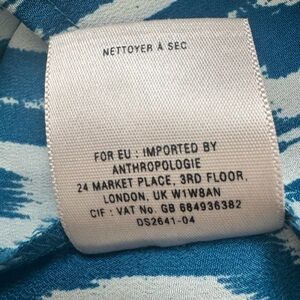 NETTOYER À SEC
FOR EU : IMPORTED BY
ANTHROPOLOGIE
24 MARKET PLACE, 3RD FLOOR,
LONDON, UK W1W8AN
CIF : VAT No. GB 684936382
DS2641-04